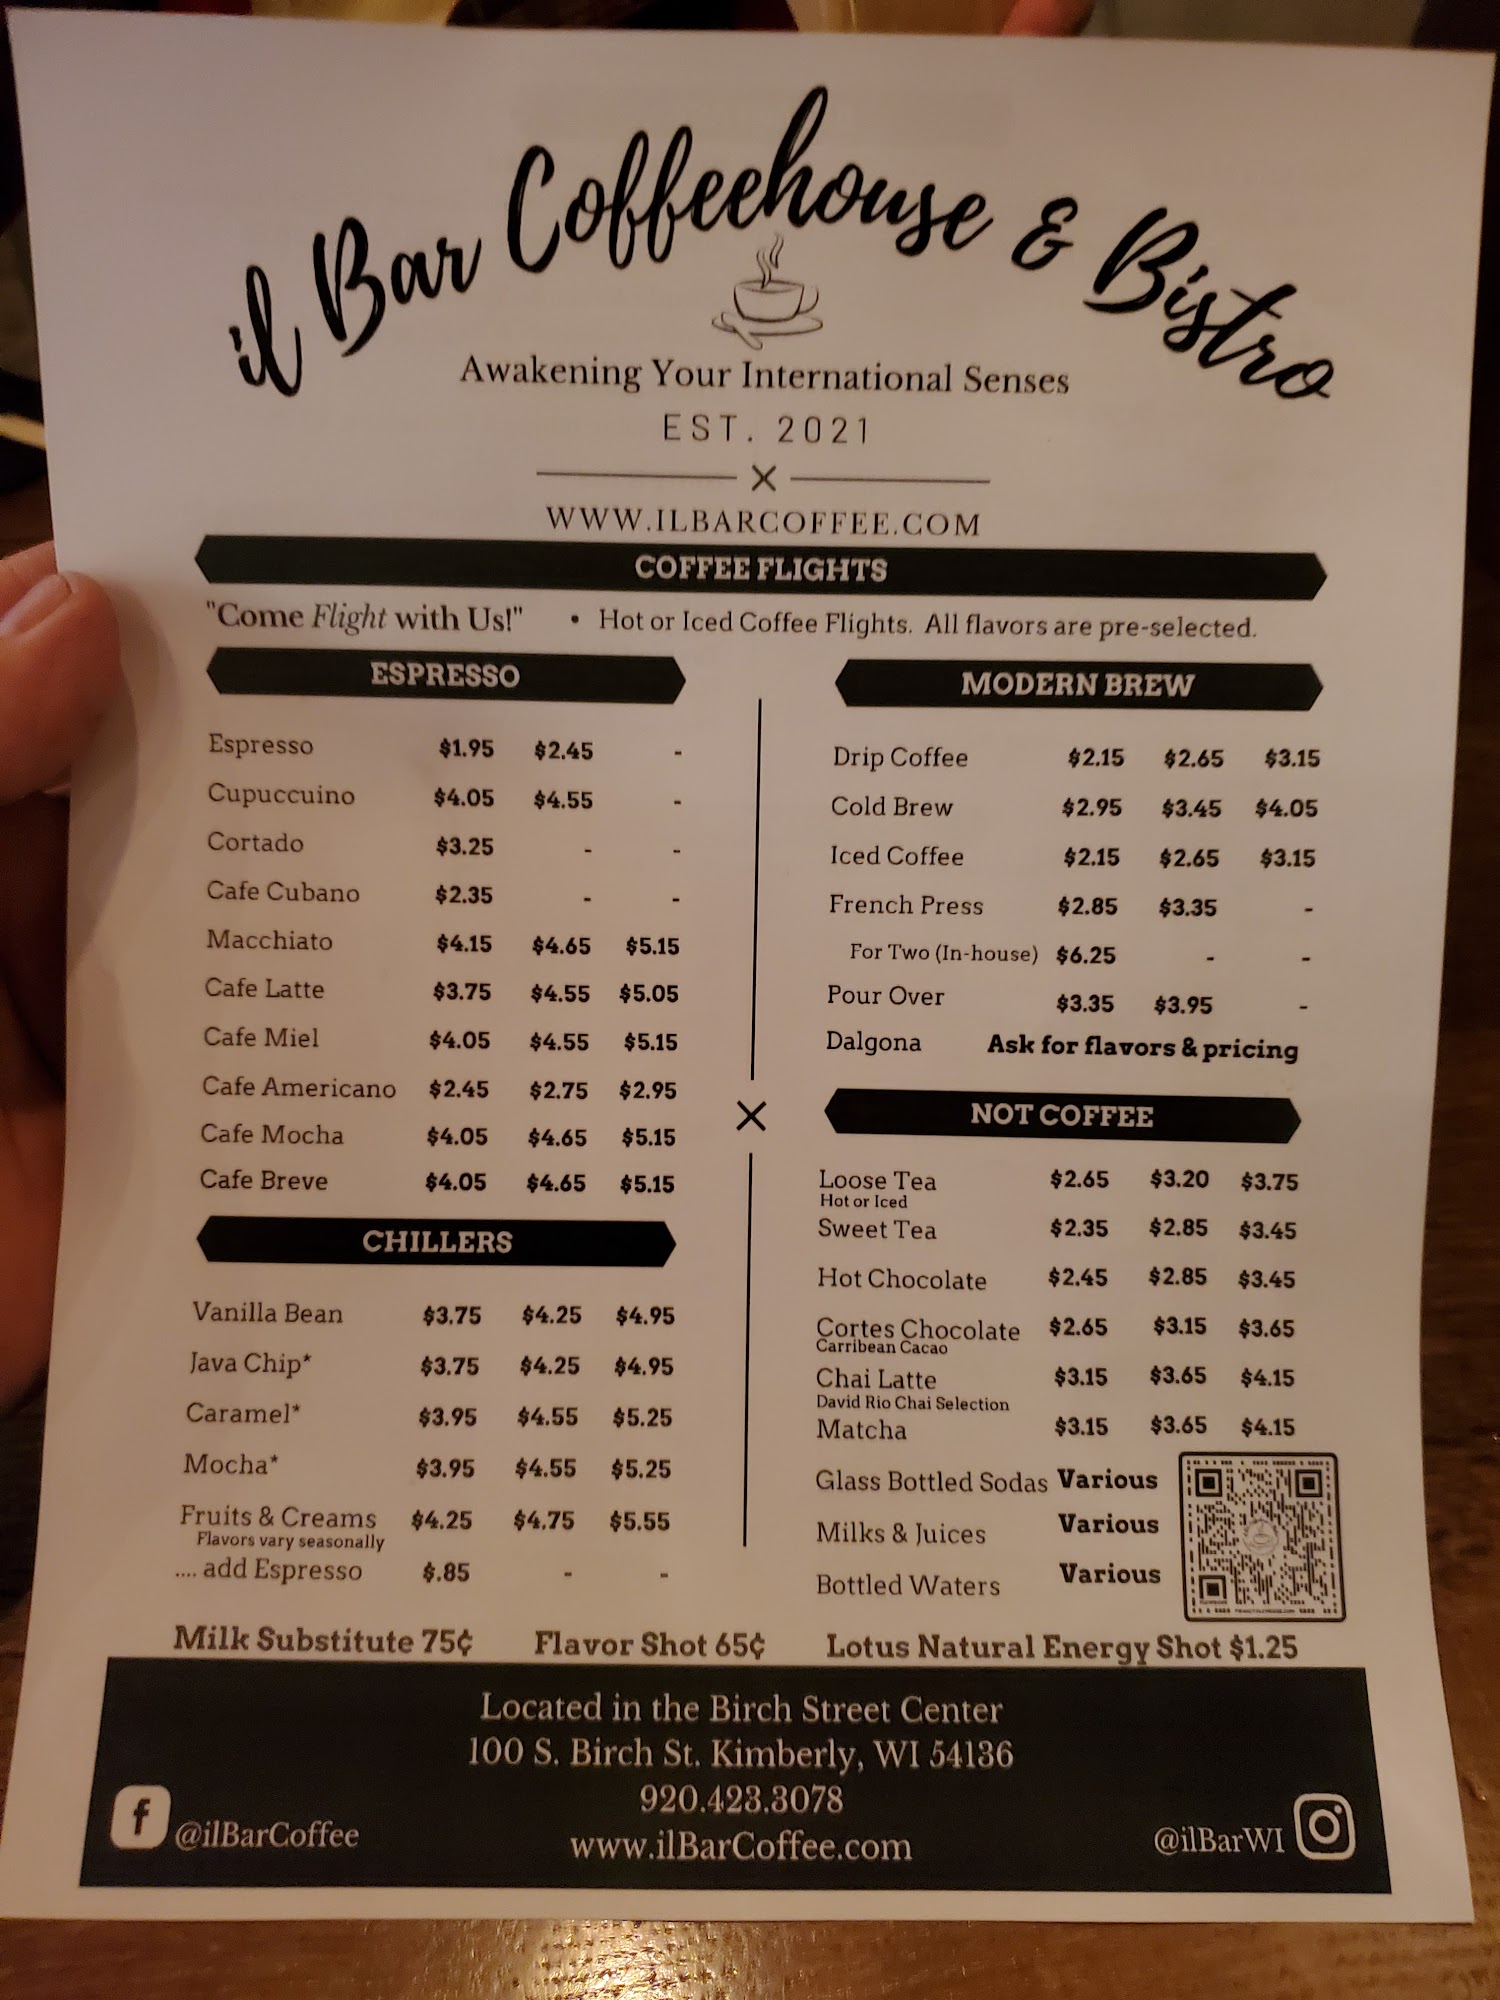 il Bar Coffeehouse & Bistro
Awakening Your International Senses
EST. 2021
WWW.ILBARCOFFEE.COM
COFFEE FLIGHTS
"Come Flight with Us!" • Hot or Iced Coffee Flights. All flavors are pre-selected.
ESPRESSO
Espresso $1.95 $2.45 -
Cupuccuino $4.05 $4.55 -
Cortado $3.25 - -
Cafe Cubano $2.35 - -
Macchiato $4.15 $4.65 $5.15
Cafe Latte $3.75 $4.55 $5.05
Cafe Miel $4.05 $4.55 $5.15
Cafe Americano $2.45 $2.75 $2.95
Cafe Mocha $4.05 $4.65 $5.15
Cafe Breve $4.05 $4.65 $5.15
CHILLERS
Vanilla Bean $3.75 $4.25 $4.95
Java Chip* $3.75 $4.25 $4.95
Caramel* $3.95 $4.55 $5.25
Mocha* $3.95 $4.55 $5.25
Fruits & Creams $4.25 $4.75 $5.55
Flavors vary seasonally
.... add Espresso $.85 - -
MODERN BREW
Drip Coffee $2.15 $2.65 $3.15
Cold Brew $2.95 $3.45 $4.05
Iced Coffee $2.15 $2.65 $3.15
French Press $2.85 $3.35 -
For Two (In-house) $6.25 - -
Pour Over $3.35 $3.95 -
Dalgona Ask for flavors & pricing
NOT COFFEE
Loose Tea $2.65 $3.20 $3.75
Hot or Iced
Sweet Tea $2.35 $2.85 $3.45
Hot Chocolate $2.45 $2.85 $3.45
Cortes Chocolate $2.65 $3.15 $3.65
Carribean Cacao
Chai Latte $3.15 $3.65 $4.15
David Rio Chai Selection
Matcha $3.15 $3.65 $4.15
Glass Bottled Sodas Various
Milks & Juices Various
Bottled Waters Various
Milk Substitute 75¢ Flavor Shot 65¢ Lotus Natural Energy Shot $1.25
Located in the Birch Street Center
100 S. Birch St. Kimberly, WI 54136
920.423.3078
www.ilBarCoffee.com
@ilBarCoffee
@ilBarWI